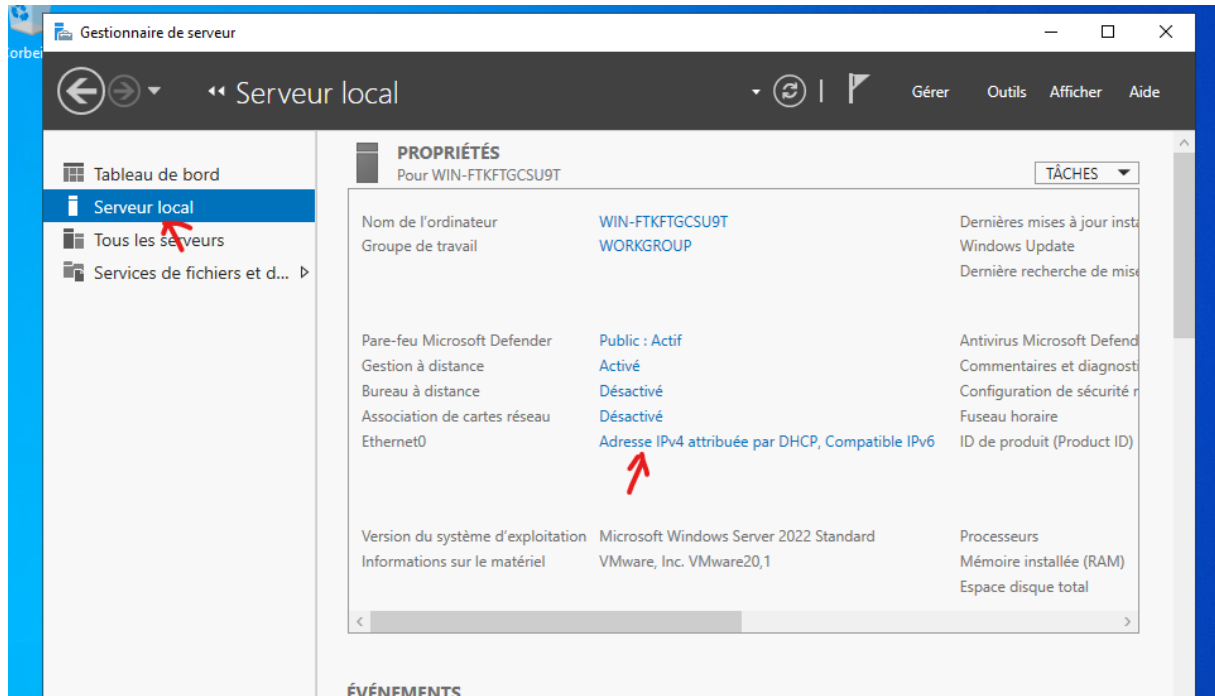 orbei
Gestionnaire de serveur
Serveur local
Gérer Outils Afficher Aide
Tableau de bord
Serveur local
Tous les serveurs
Services de fichiers et d...
PROPRIÉTÉS
Pour WIN-FTKFTGCSU9T
TÂCHES
Nom de l'ordinateur WIN-FTKFTGCSU9T Dernières mises à jour insta
Groupe de travail WORKGROUP Windows Update
Dernière recherche de mise
Pare-feu Microsoft Defender Public : Actif Antivirus Microsoft Defend
Gestion à distance Activé Commentaires et diagnosti
Bureau à distance Désactivé Configuration de sécurité r
Association de cartes réseau Désactivé Fuseau horaire
Ethernet0 Adresse IPv4 attribuée par DHCP, Compatible IPv6 ID de produit (Product ID)
Version du système d'exploitation Microsoft Windows Server 2022 Standard Processeurs
Informations sur le matériel VMware, Inc. VMware20,1 Mémoire installée (RAM)
Espace disque total
ÉVÉNEMENTS